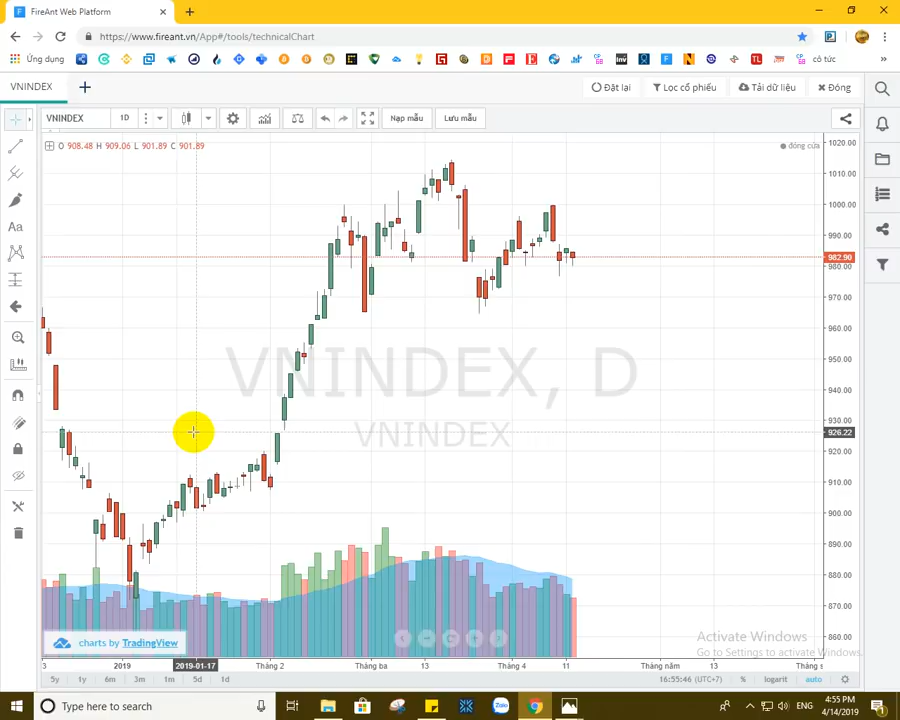 FireAnt Web Platform
https://www.fireant.vn/App#/tools/technicalChart
Ứng dụng
cổ tức
VNINDEX
Đặt lại
Lọc cổ phiếu
Tải dữ liệu
Đóng
VNINDEX
1D
Nạp mẫu
Lưu mẫu
O 908.48 H 909.06 L 901.89 C 901.89
đóng cửa
1020.00
1010.00
1000.00
990.00
982.90
980.00
970.00
960.00
950.00
940.00
930.00
926.22
920.00
910.00
900.00
890.00
880.00
870.00
860.00
VNINDEX, D
VNINDEX
charts by TradingView
Activate Windows
Go to Settings to activate Windows.
3
2019
2019-01-17
Tháng 2
Tháng ba
13
Tháng 4
11
Tháng năm
13
Tháng
5y
1y
6m
3m
1m
5d
1d
16:55:46 (UTC+7)
%
logarit
auto
Type here to search
Zalo
ENG
4:55 PM
4/14/2019